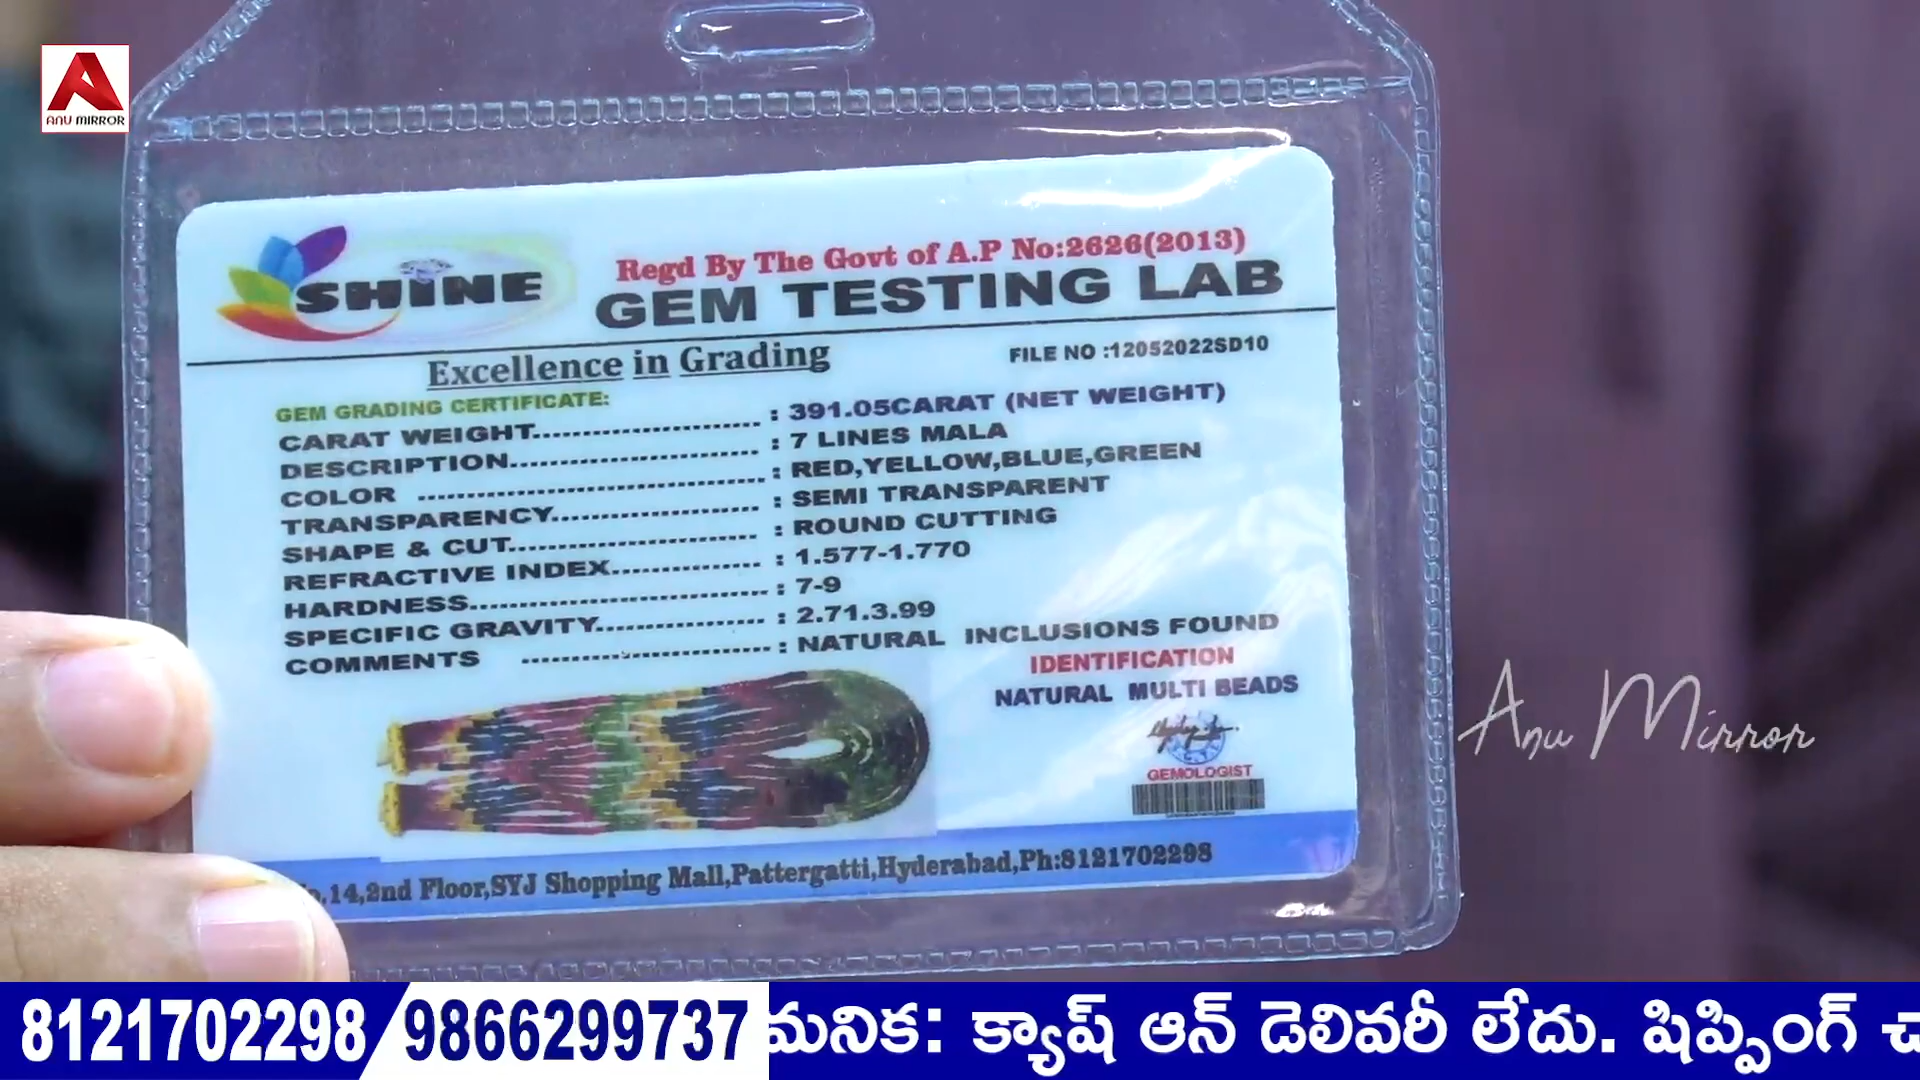 A
ANU MIRROR
SHINE
Regd By The Govt of A.P No:2626(2013)
GEM TESTING LAB
Excellence in Grading
FILE NO :12052022SD10
GEM GRADING CERTIFICATE:
CARAT WEIGHT....................... : 391.05CARAT (NET WEIGHT)
DESCRIPTION......................... : 7 LINES MALA
COLOR ................................... : RED,YELLOW,BLUE,GREEN
TRANSPARENCY..................... : SEMI TRANSPARENT
SHAPE & CUT......................... : ROUND CUTTING
REFRACTIVE INDEX............... : 1.577-1.770
HARDNESS.............................. : 7-9
SPECIFIC GRAVITY................. : 2.71.3.99
COMMENTS ......................... : NATURAL INCLUSIONS FOUND
IDENTIFICATION
NATURAL MULTI BEADS
GEMOLOGIST
.14,2nd Floor,SYJ Shopping Mall,Pattergatti,Hyderabad,Ph:8121702298
Anu Mirror
8121702298 / 9866299737 మనిక: క్యాష్ ఆన్ డెలివరీ లేదు. షిప్పింగ్